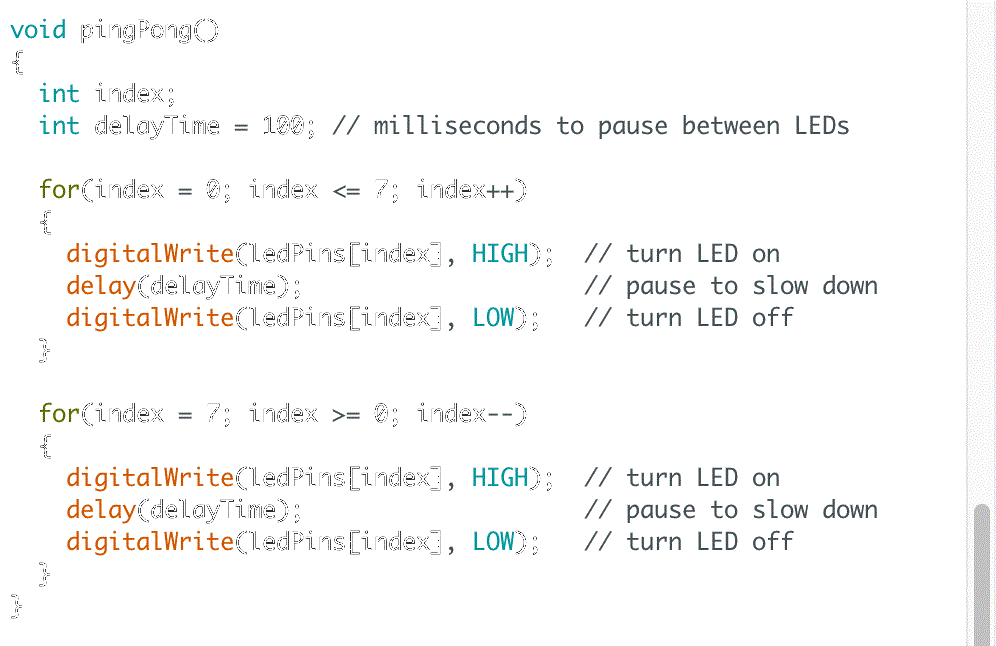 void pingPong()
{
  int index;
  int delayTime = 100; // milliseconds to pause between LEDs

  for(index = 0; index <= 7; index++)
  {
    digitalWrite(ledPins[index], HIGH);  // turn LED on
    delay(delayTime);                    // pause to slow down
    digitalWrite(ledPins[index], LOW);   // turn LED off
  }

  for(index = 7; index >= 0; index--)
  {
    digitalWrite(ledPins[index], HIGH);  // turn LED on
    delay(delayTime);                    // pause to slow down
    digitalWrite(ledPins[index], LOW);   // turn LED off
  }
}